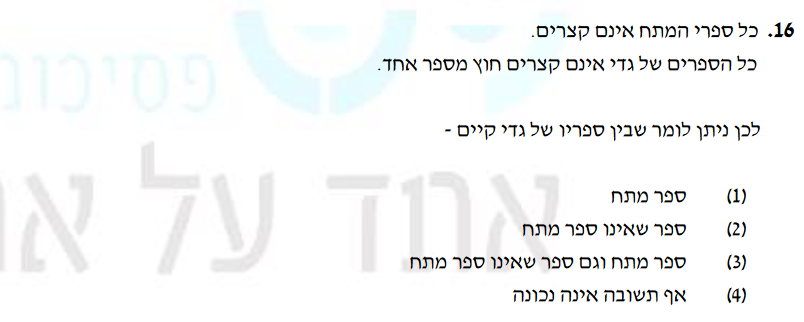 16. כל ספרי המתח אינם קצרים.
כל הספרים של גדי אינם קצרים חוץ מספר אחד.
לכן ניתן לומר שבין ספריו של גדי קיים -
(1) ספר מתח
(2) ספר שאינו ספר מתח
(3) ספר מתח וגם ספר שאינו ספר מתח
(4) אף תשובה אינה נכונה
פסיכומ
אחד על א